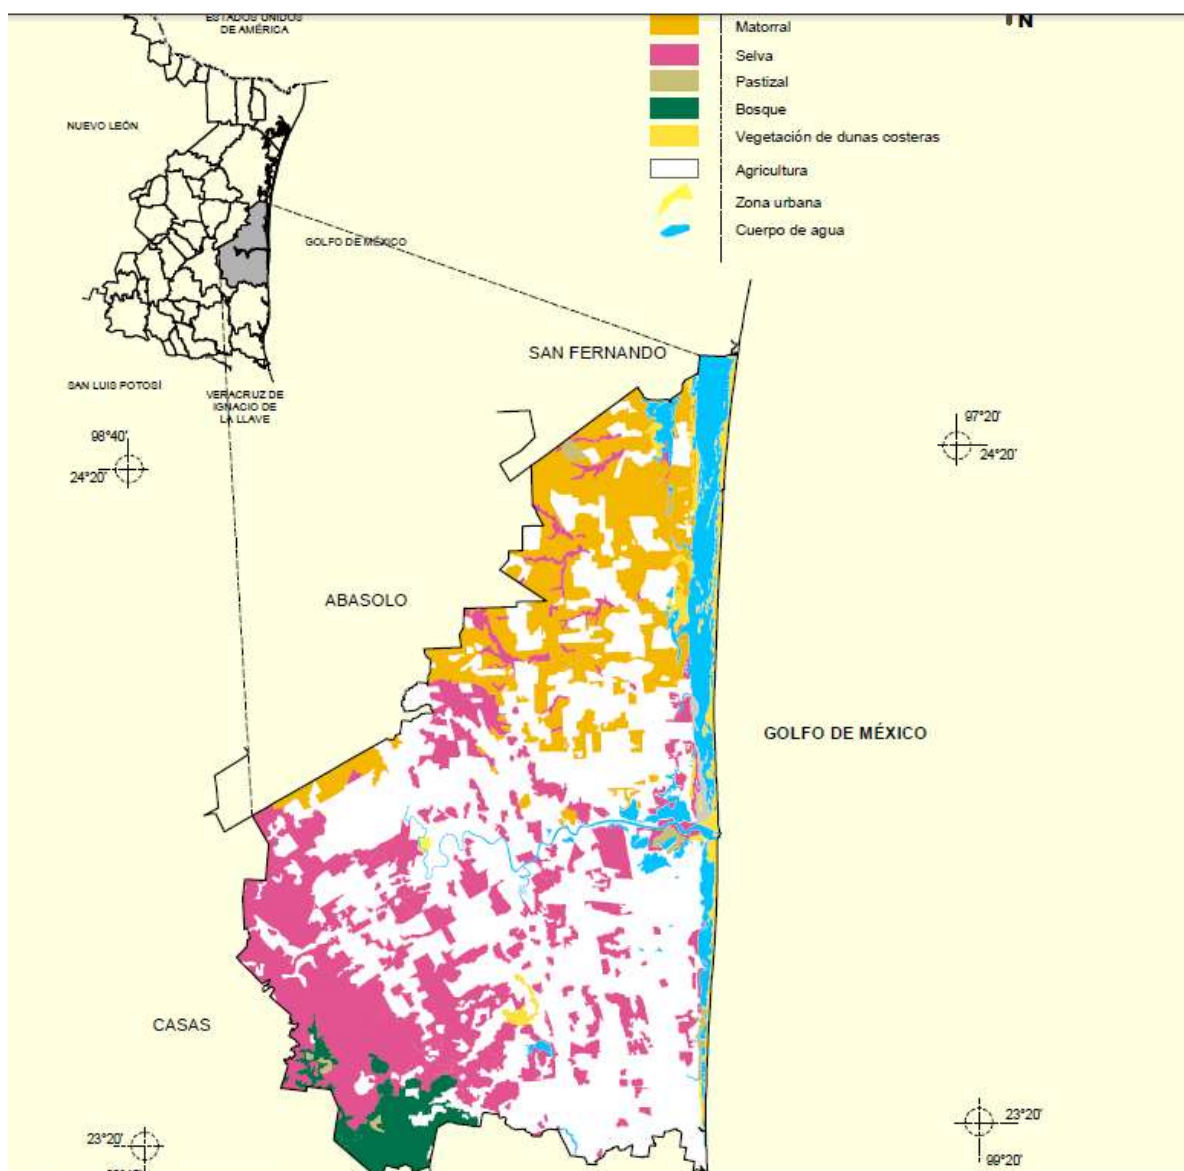 ESTADOS UNIDOS
DE AMÉRICA
N
Matorral
Selva
Pastizal
Bosque
Vegetación de dunas costeras
Agricultura
Zona urbana
Cuerpo de agua
NUEVO LEÓN
GOLFO DE MÉXICO
SAN LUIS POTOSÍ
VERACRUZ DE
IGNACIO DE
LA LLAVE
SAN FERNANDO
98°40'
24°20'
97°20'
24°20'
ABASOLO
GOLFO DE MÉXICO
CASAS
23°20'
23°20'
99°20'